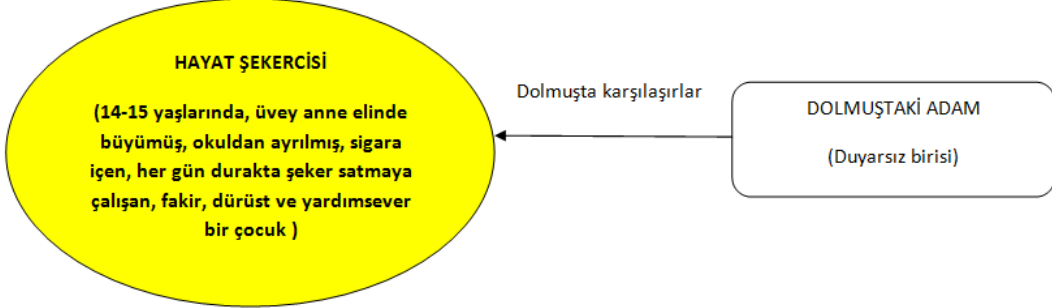 HAYAT ŞEKERCİSİ
(14-15 yaşlarında, üvey anne elinde
büyümüş, okuldan ayrılmış, sigara
içen, her gün durakta şeker satmaya
çalışan, fakir, dürüst ve yardımsever
bir çocuk )
Dolmuşta karşılaşırlar
DOLMUŞTAKİ ADAM
(Duyarsız birisi)